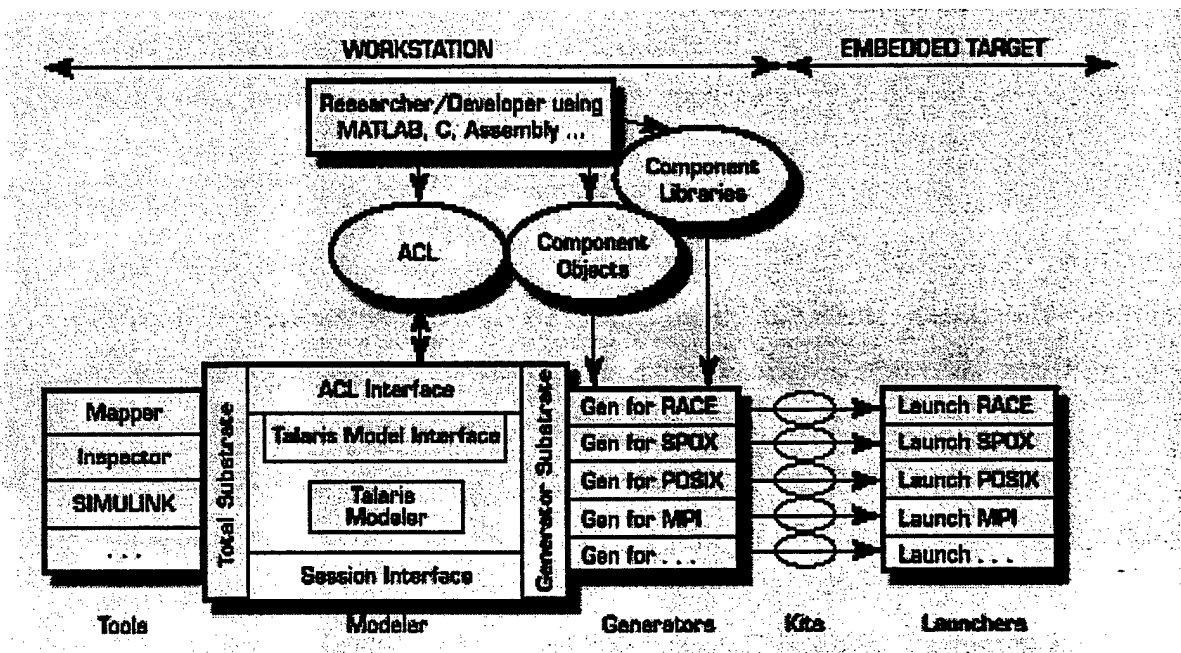 WORKSTATION
EMBEDDED TARGET
Researcher/Developer using
MATLAB, C, Assembly ...
Component
Libraries
ACL
Component
Objects
Total Substrate
ACL Interface
Talaris Model Interface
Talaris
Modeler
Session Interface
Generator Substrate
Mapper
Inspector
SIMULINK
. . .
Gen for RACE
Gen for SPOX
Gen for POSIX
Gen for MPI
Gen for . . .
Launch RACE
Launch SPOX
Launch POSIX
Launch MPI
Launch . . .
Tools
Modeler
Generators
Kits
Launchers